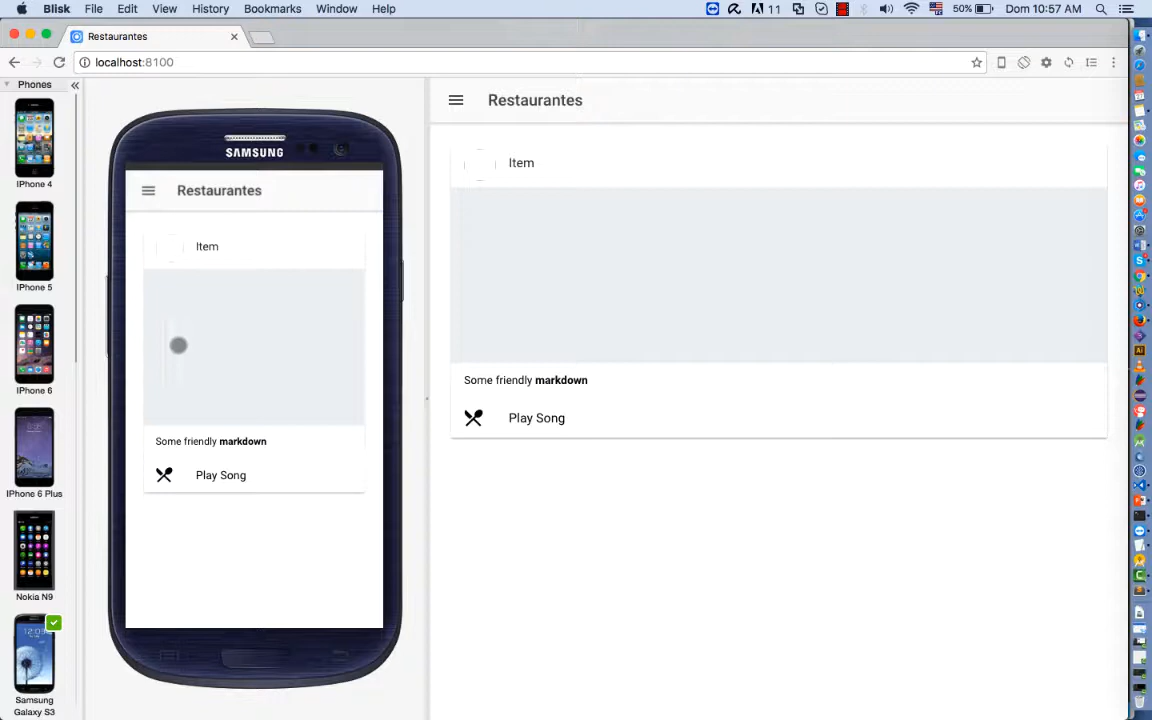 Blisk File Edit View History Bookmarks Window Help 11 50% Dom 10:57 AM
Restaurantes
localhost:8100
Phones
IPhone 4
IPhone 5
IPhone 6
IPhone 6 Plus
Nokia N9
Samsung
Galaxy S3
SAMSUNG
Restaurantes
Item
Some friendly markdown
Play Song
Restaurantes
Item
Some friendly markdown
Play Song